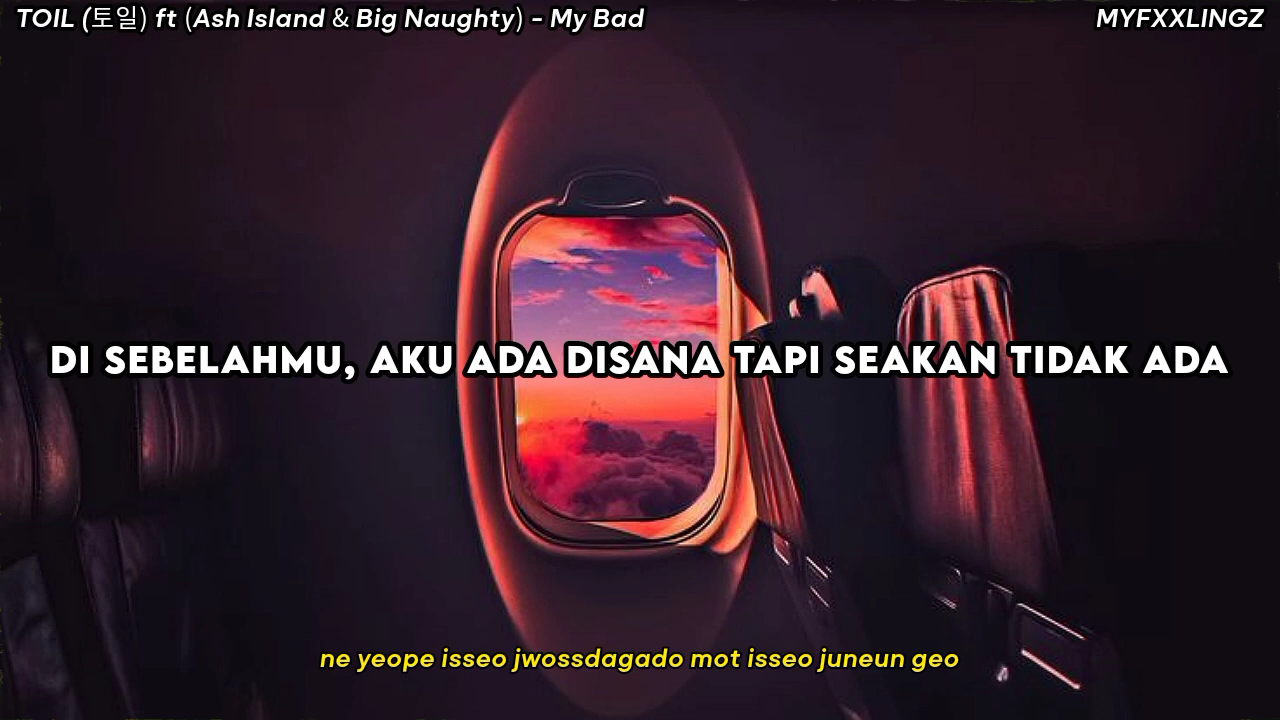 TOIL (토일) ft (Ash Island & Big Naughty) - My Bad
MYFXXLINGZ
DI SEBELAHMU, AKU ADA DISANA TAPI SEAKAN TIDAK ADA
ne yeope isseo jwossdagado mot isseo juneun geo